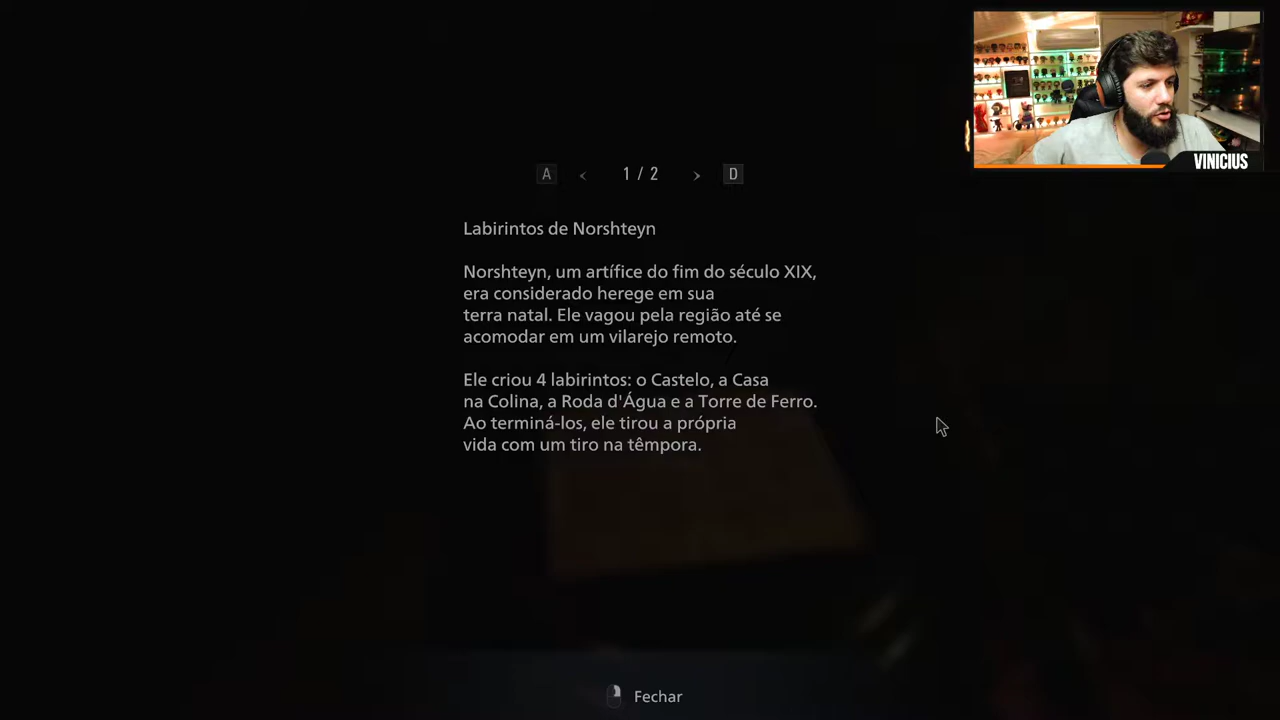 VINICIUS
A < 1 / 2 > D
Labirintos de Norshteyn
Norshteyn, um artífice do fim do século XIX,
era considerado herege em sua
terra natal. Ele vagou pela região até se
acomodar em um vilarejo remoto.
Ele criou 4 labirintos: o Castelo, a Casa
na Colina, a Roda d'Água e a Torre de Ferro.
Ao terminá-los, ele tirou a própria
vida com um tiro na têmpora.
Fechar